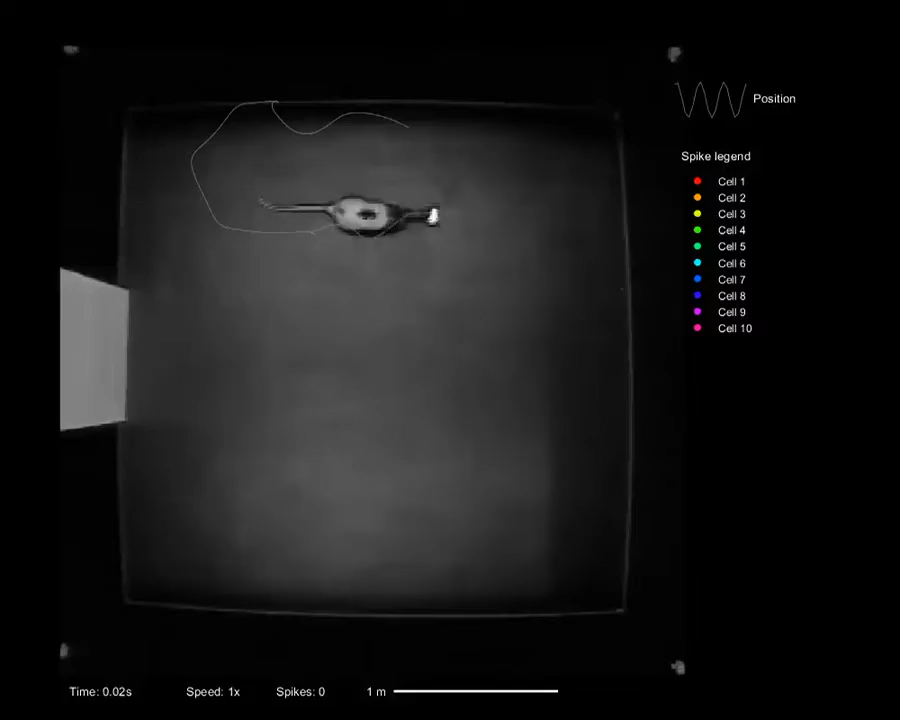 Position
Spike legend
Cell 1
Cell 2
Cell 3
Cell 4
Cell 5
Cell 6
Cell 7
Cell 8
Cell 9
Cell 10
Time: 0.02s Speed: 1x Spikes: 0 1 m